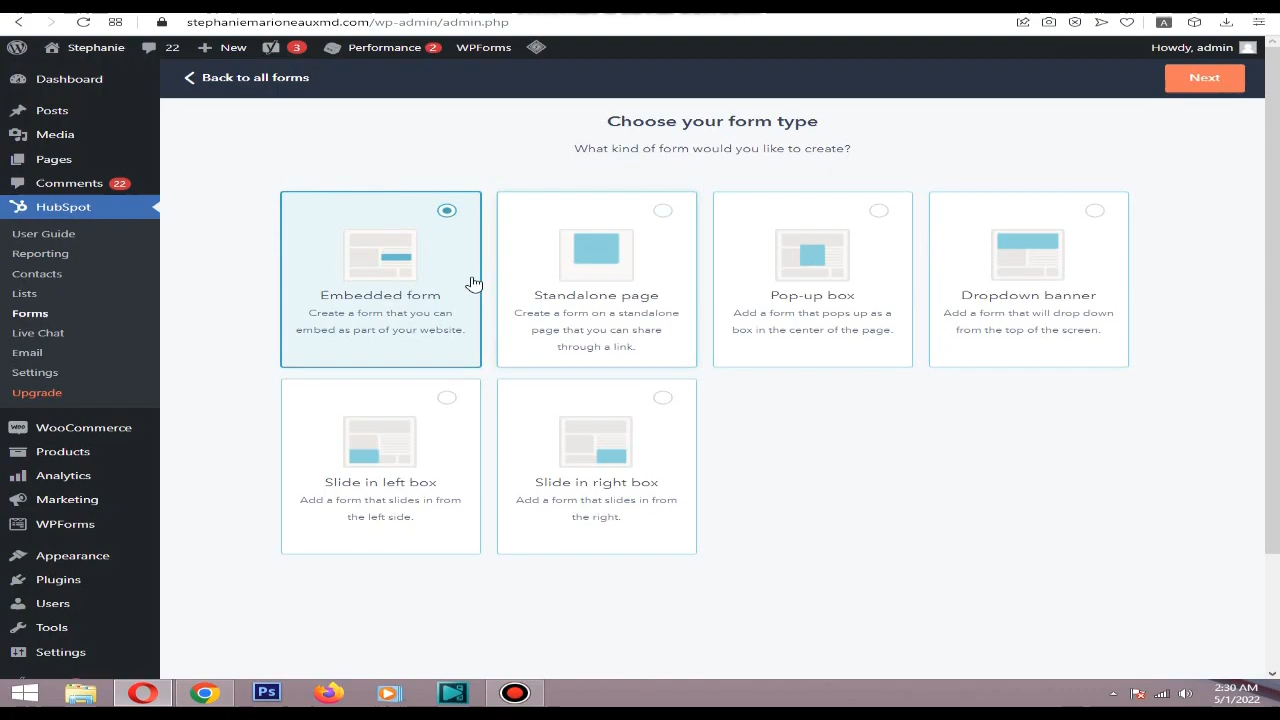 stephaniemarioneauxmd.com/wp-admin/admin.php
A
Stephanie 22 New 3 Performance 2 WPForms Howdy, admin
Back to all forms
Next
Dashboard
Posts
Media
Pages
Comments 22
HubSpot
User Guide
Reporting
Contacts
Lists
Forms
Live Chat
Email
Settings
Upgrade
WooCommerce
Products
Analytics
Marketing
WPForms
Appearance
Plugins
Users
Tools
Settings
Choose your form type
What kind of form would you like to create?
Embedded form
Create a form that you can
embed as part of your website.
Standalone page
Create a form on a standalone
page that you can share
through a link.
Pop-up box
Add a form that pops up as a
box in the center of the page.
Dropdown banner
Add a form that will drop down
from the top of the screen.
Slide in left box
Add a form that slides in from
the left side.
Slide in right box
Add a form that slides in from
the right.
Ps
2:30 AM
5/1/2022